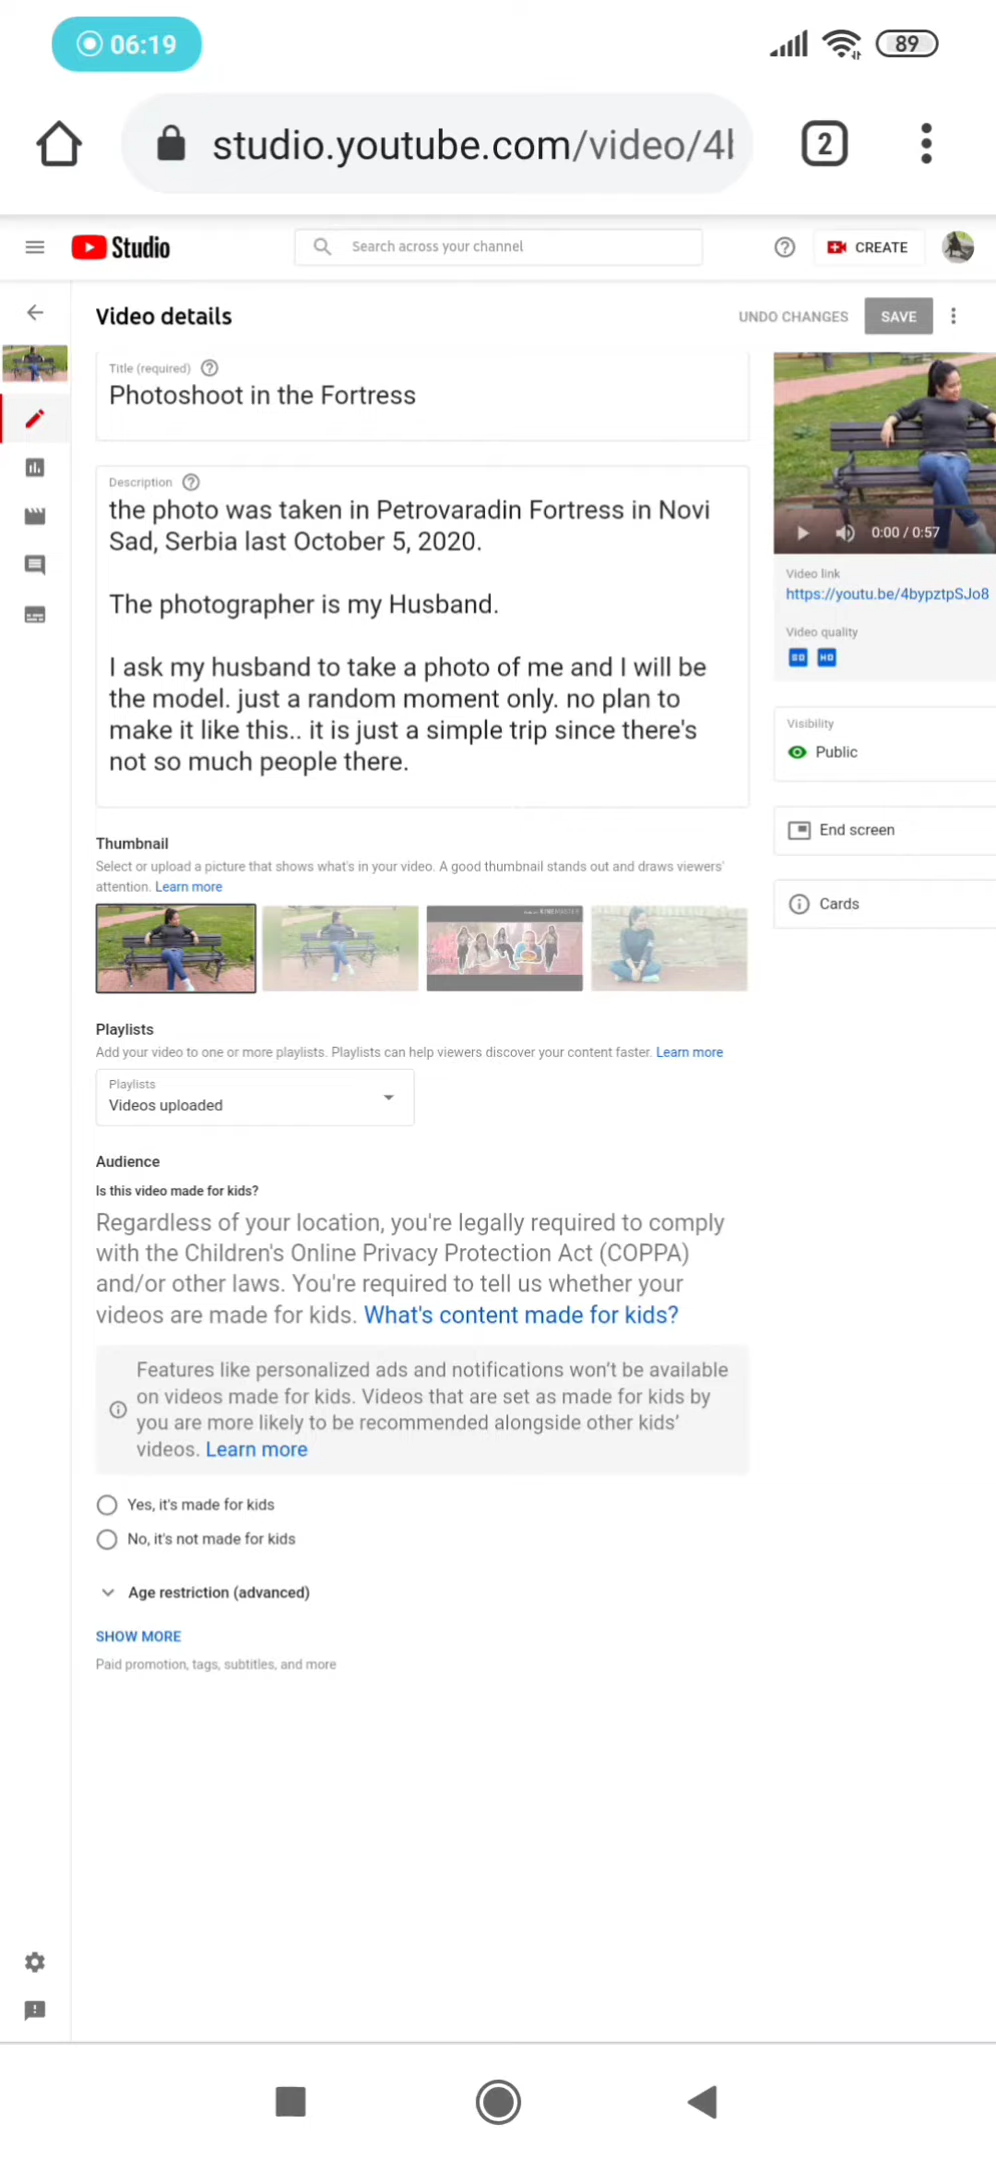 06:19
89
studio.youtube.com/video/4
2
Studio
Search across your channel
CREATE
Video details
UNDO CHANGES
SAVE
Title (required)
Photoshoot in the Fortress
Description
the photo was taken in Petrovaradin Fortress in Novi
Sad, Serbia last October 5, 2020.
The photographer is my Husband.
I ask my husband to take a photo of me and I will be
the model. just a random moment only. no plan to
make it like this.. it is just a simple trip since there's
not so much people there.
0:00 / 0:57
Video link
https://youtu.be/4bypztpSJo8
Video quality
SD HD
Visibility
Public
End screen
Cards
Thumbnail
Select or upload a picture that shows what's in your video. A good thumbnail stands out and draws viewers'
attention. Learn more
Playlists
Add your video to one or more playlists. Playlists can help viewers discover your content faster. Learn more
Playlists
Videos uploaded
Audience
Is this video made for kids?
Regardless of your location, you're legally required to comply
with the Children's Online Privacy Protection Act (COPPA)
and/or other laws. You're required to tell us whether your
videos are made for kids. What's content made for kids?
Features like personalized ads and notifications won't be available
on videos made for kids. Videos that are set as made for kids by
you are more likely to be recommended alongside other kids'
videos. Learn more
Yes, it's made for kids
No, it's not made for kids
Age restriction (advanced)
SHOW MORE
Paid promotion, tags, subtitles, and more